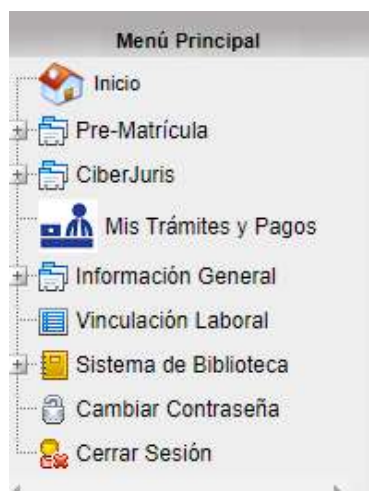 Menú Principal
Inicio
Pre-Matrícula
CiberJuris
Mis Trámites y Pagos
Información General
Vinculación Laboral
Sistema de Biblioteca
Cambiar Contraseña
Cerrar Sesión